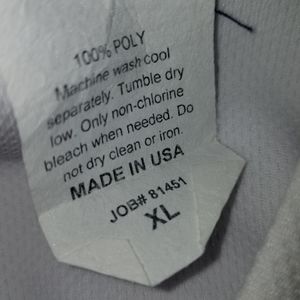 100% POLY
Machine wash cool
separately. Tumble dry
low. Only non-chlorine
bleach when needed. Do
not dry clean or iron.
MADE IN USA
JOB# 81451
XL